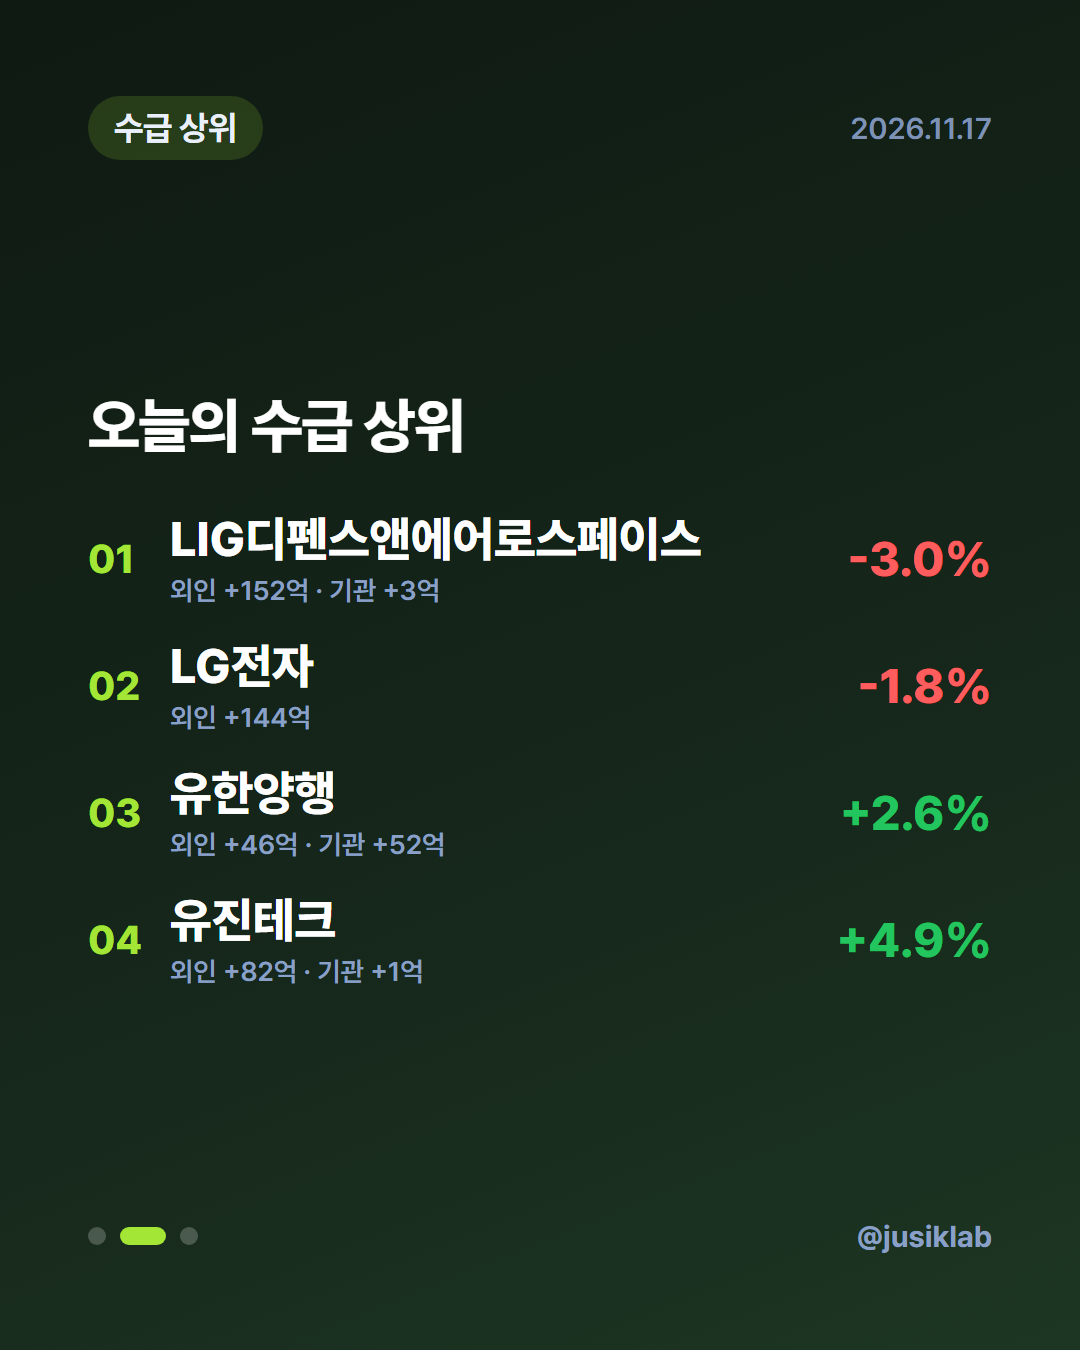 수급 상위
2026.11.17
오늘의 수급 상위
01
LIG디펜스앤에어로스페이스
외인 +152억 · 기관 +3억
-3.0%
02
LG전자
외인 +144억
-1.8%
03
유한양행
외인 +46억 · 기관 +52억
+2.6%
04
유진테크
외인 +82억 · 기관 +1억
+4.9%
@jusiklab